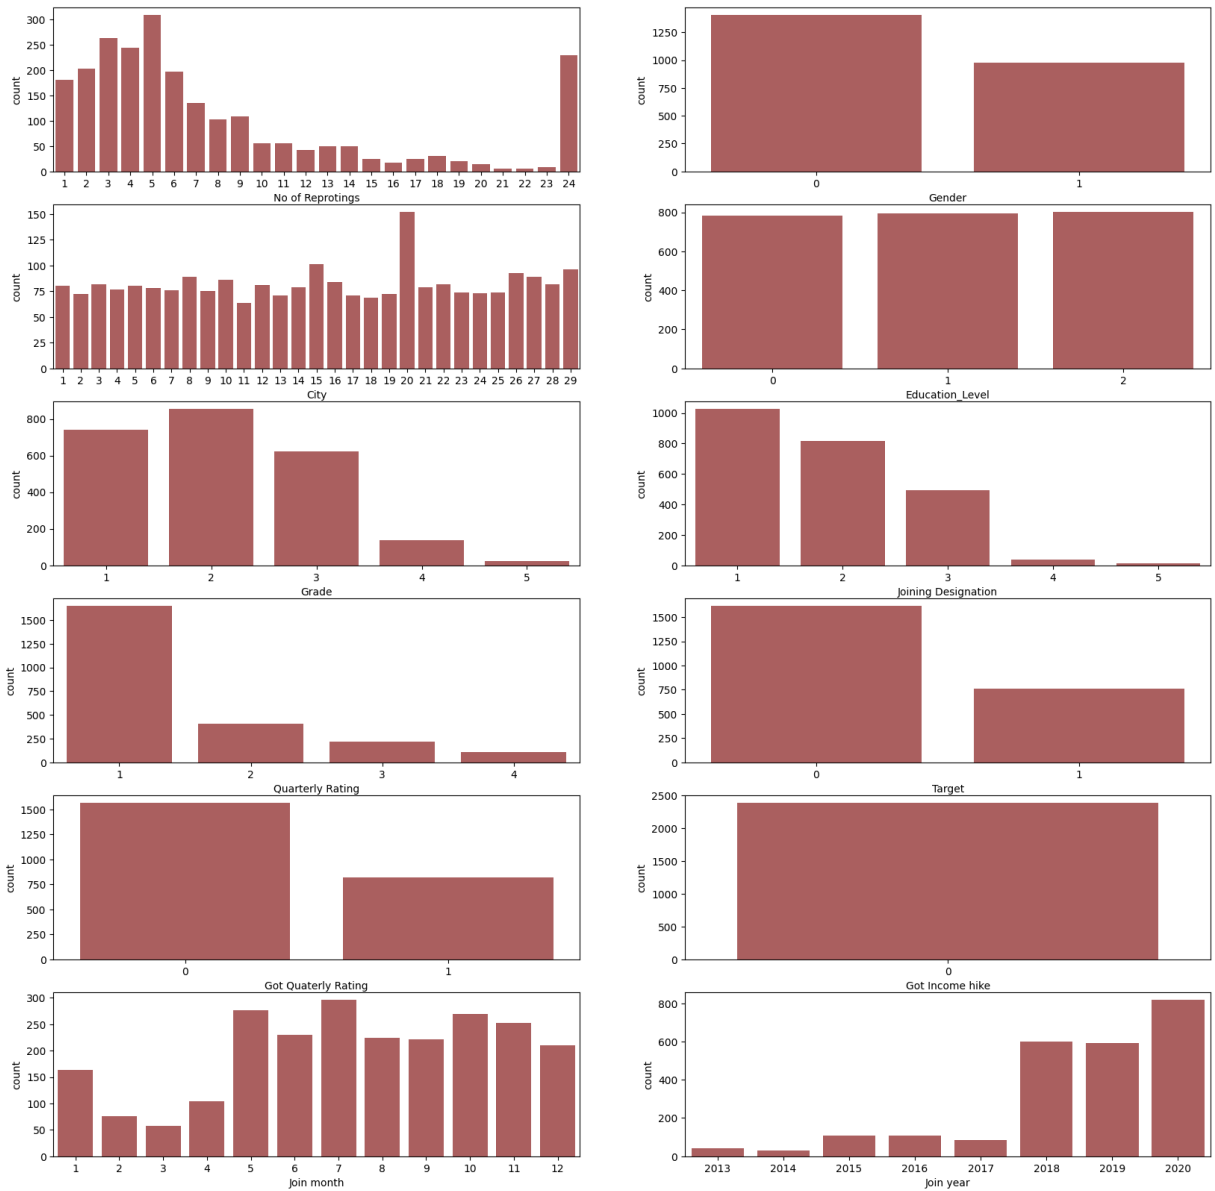 300
250
200
150
100
50
0
count
1 2 3 4 5 6 7 8 9 10 11 12 13 14 15 16 17 18 19 20 21 22 23 24
No of Reprotings
1250
1000
750
500
250
0
count
0 1
Gender
150
125
100
75
50
25
0
count
1 2 3 4 5 6 7 8 9 10 11 12 13 14 15 16 17 18 19 20 21 22 23 24 25 26 27 28 29
City
800
600
400
200
0
count
0 1 2
Education_Level
800
600
400
200
0
count
1 2 3 4 5
Grade
1000
800
600
400
200
0
count
1 2 3 4 5
Joining Designation
1500
1250
1000
750
500
250
0
count
1 2 3 4
Quarterly Rating
1500
1250
1000
750
500
250
0
count
0 1
Target
1500
1250
1000
750
500
250
0
count
0 1
Got Quaterly Rating
2500
2000
1500
1000
500
0
count
0
Got Income hike
300
250
200
150
100
50
0
count
1 2 3 4 5 6 7 8 9 10 11 12
Join month
800
600
400
200
0
count
2013 2014 2015 2016 2017 2018 2019 2020
Join year